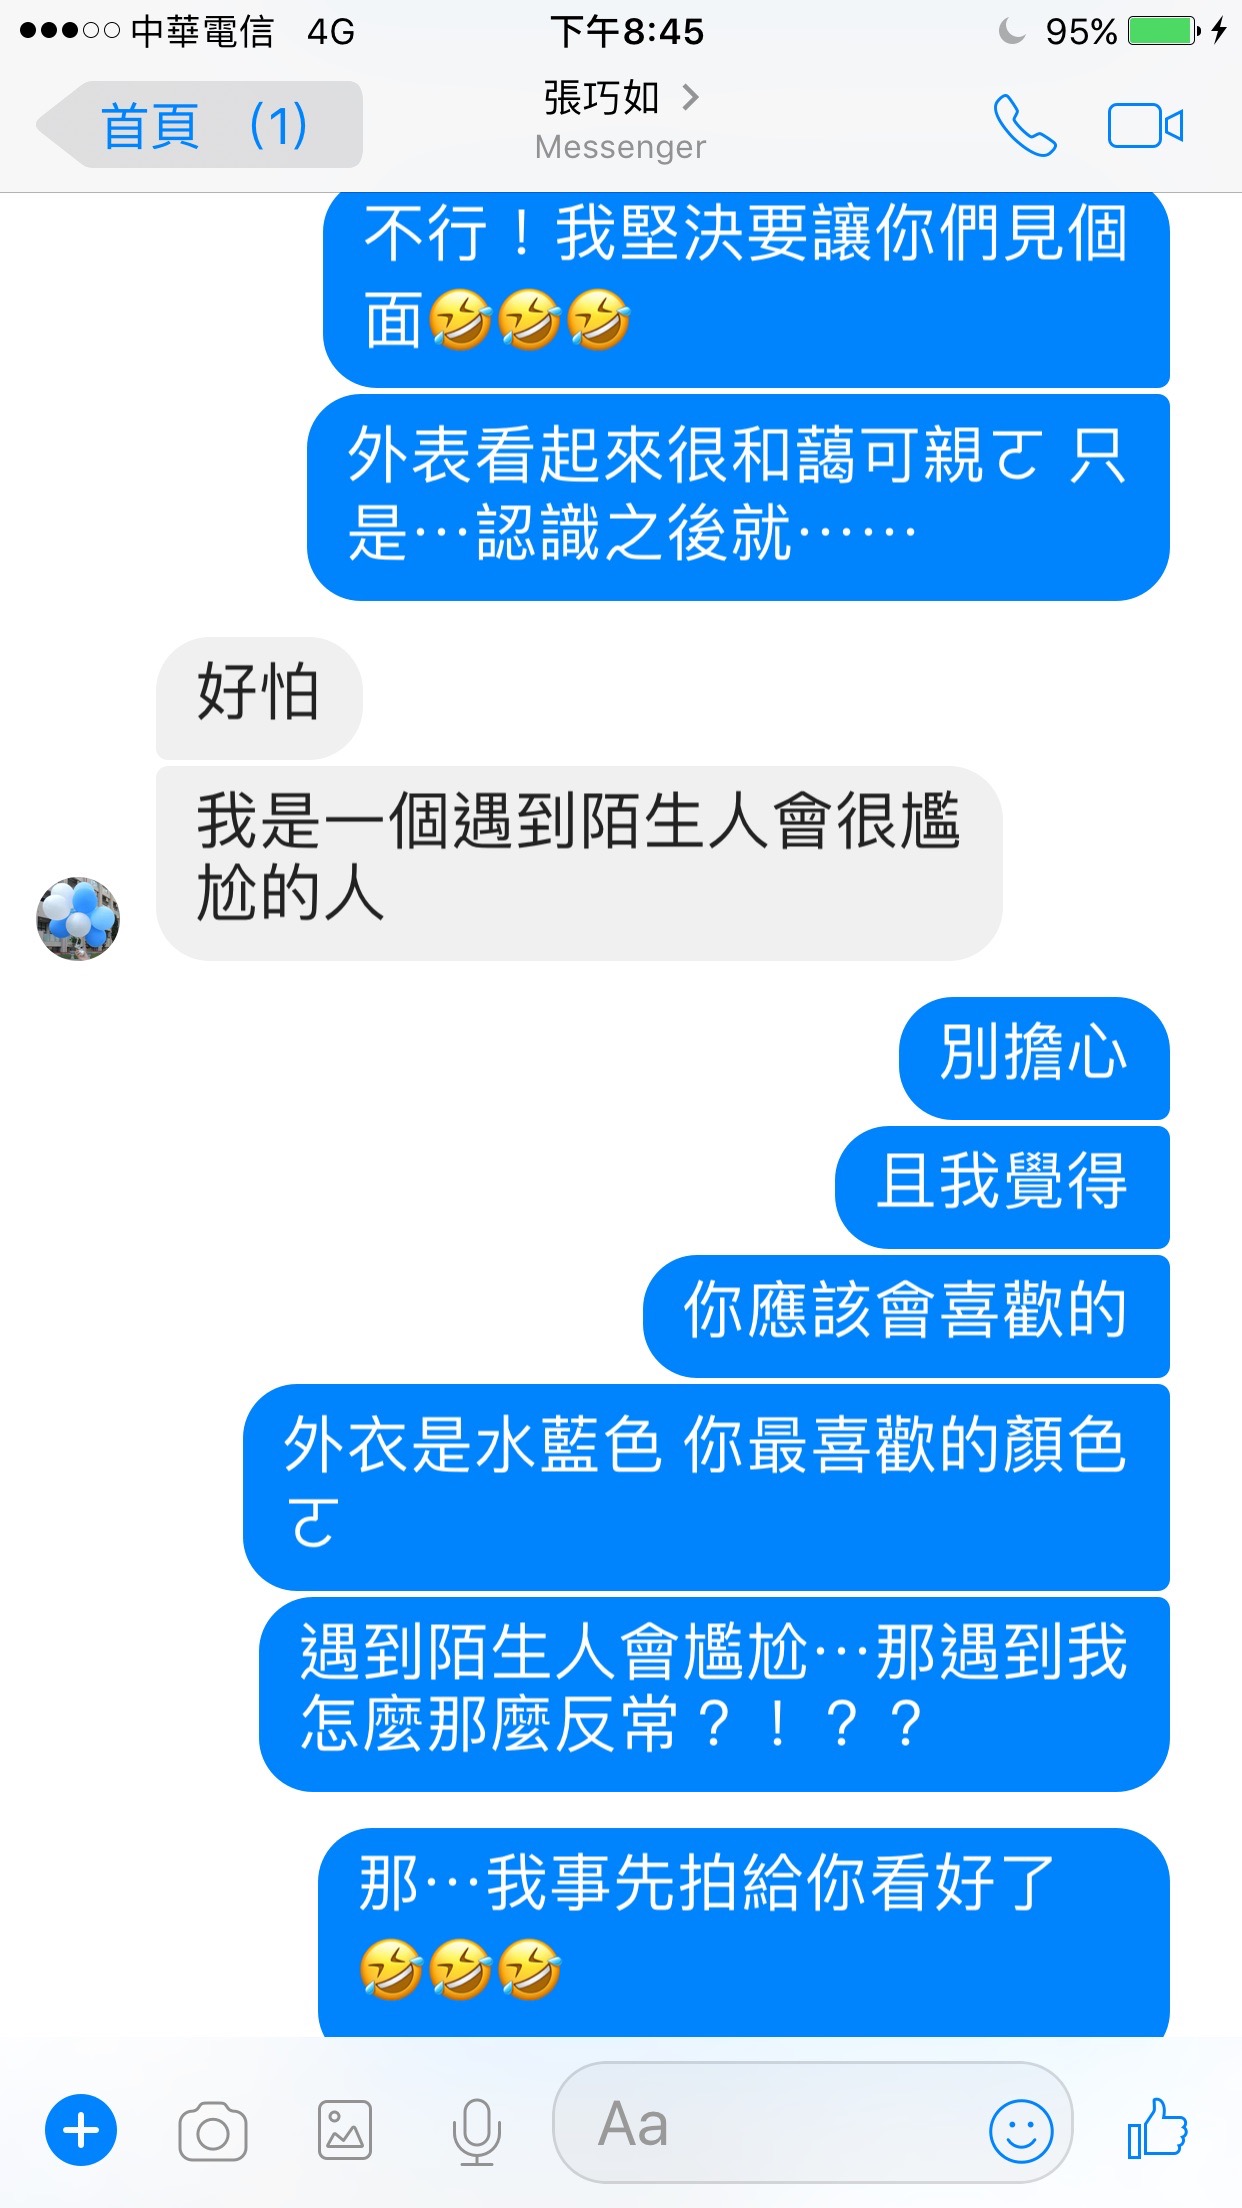 中華電信 4G 下午8:45 95%
首頁 (1) 張巧如
Messenger
不行！我堅決要讓你們見個
面🤣🤣🤣
外表看起來很和藹可親ㄛ 只
是⋯認識之後就⋯⋯
好怕
我是一個遇到陌生人會很尷
尬的人
別擔心
且我覺得
你應該會喜歡的
外衣是水藍色 你最喜歡的顏色
ㄛ
遇到陌生人會尷尬⋯那遇到我
怎麼那麼反常？！？？
那⋯我事先拍給你看好了
🤣🤣🤣
Aa